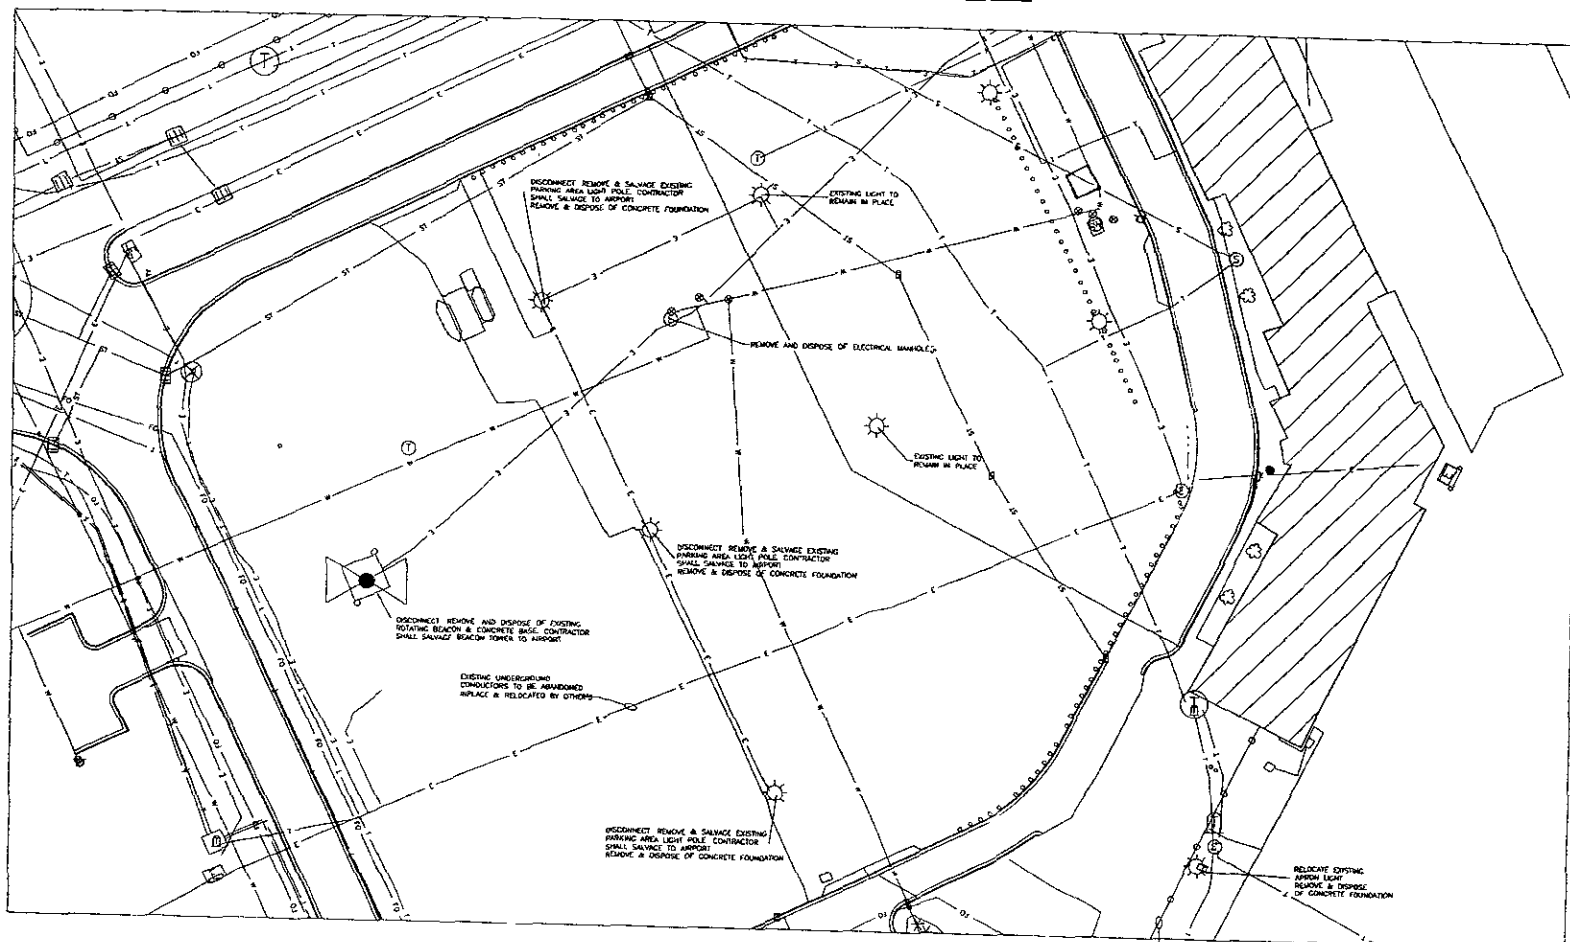 DISCONNECT REMOVE & SALVAGE EXISTING
PARKING AREA LIGHT POLE. CONTRACTOR
SHALL SALVAGE TO AIRPORT
REMOVE & DISPOSE OF CONCRETE FOUNDATION
EXISTING LIGHT TO
REMAIN IN PLACE
REMOVE AND DISPOSE OF ELECTRICAL MANHOLES
EXISTING LIGHT TO
REMAIN IN PLACE
DISCONNECT REMOVE & SALVAGE EXISTING
PARKING AREA LIGHT POLE. CONTRACTOR
SHALL SALVAGE TO AIRPORT
REMOVE & DISPOSE OF CONCRETE FOUNDATION
DISCONNECT REMOVE AND DISPOSE OF EXISTING
ROTATING BEACON & CONCRETE BASE. CONTRACTOR
SHALL SALVAGE BEACON TOWER TO AIRPORT
EXISTING UNDERGROUND
CONDUCTORS TO BE ABANDONED
INPLACE & RELOCATED BY OTHERS
DISCONNECT REMOVE & SALVAGE EXISTING
PARKING AREA LIGHT POLE. CONTRACTOR
SHALL SALVAGE TO AIRPORT
REMOVE & DISPOSE OF CONCRETE FOUNDATION
RELOCATE EXISTING
APRON LIGHT
REMOVE & DISPOSE
OF CONCRETE FOUNDATION